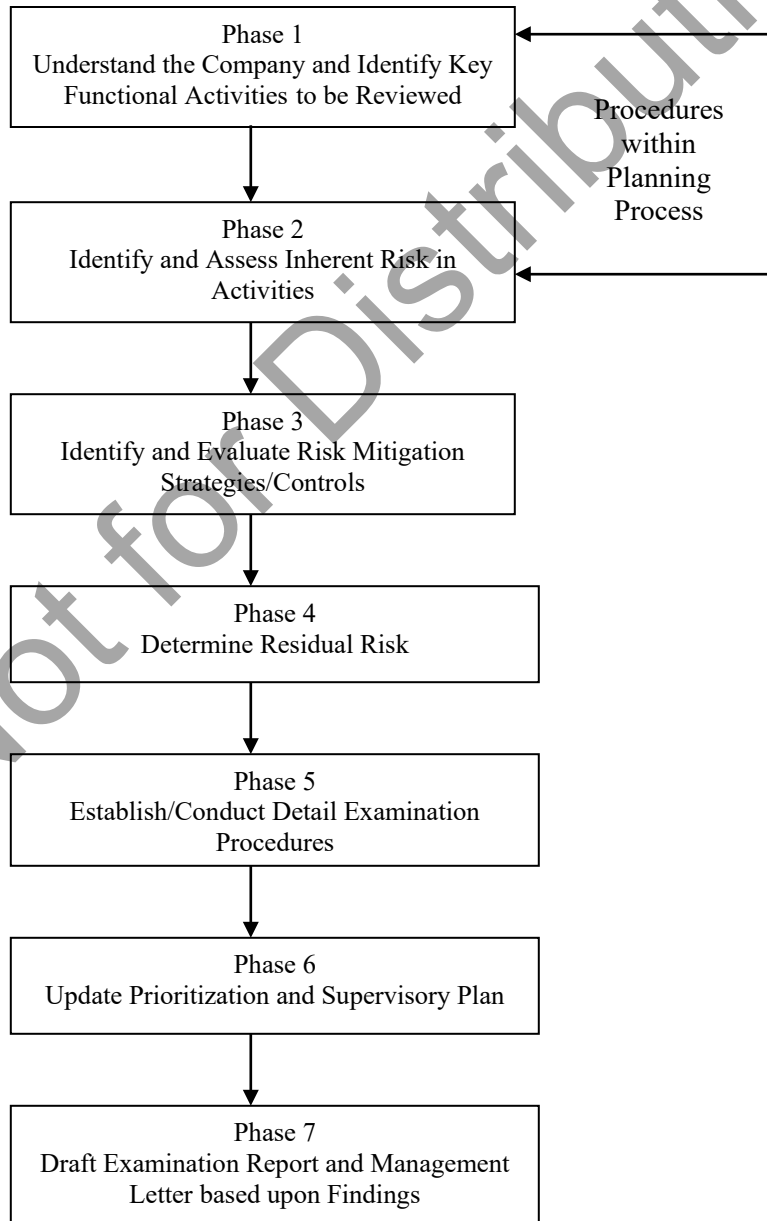 Phase 1
Understand the Company and Identify Key
Functional Activities to be Reviewed
Procedures
within
Planning
Process
Phase 2
Identify and Assess Inherent Risk in
Activities
Phase 3
Identify and Evaluate Risk Mitigation
Strategies/Controls
Phase 4
Determine Residual Risk
Phase 5
Establish/Conduct Detail Examination
Procedures
Phase 6
Update Prioritization and Supervisory Plan
Phase 7
Draft Examination Report and Management
Letter based upon Findings
Not for Distributi